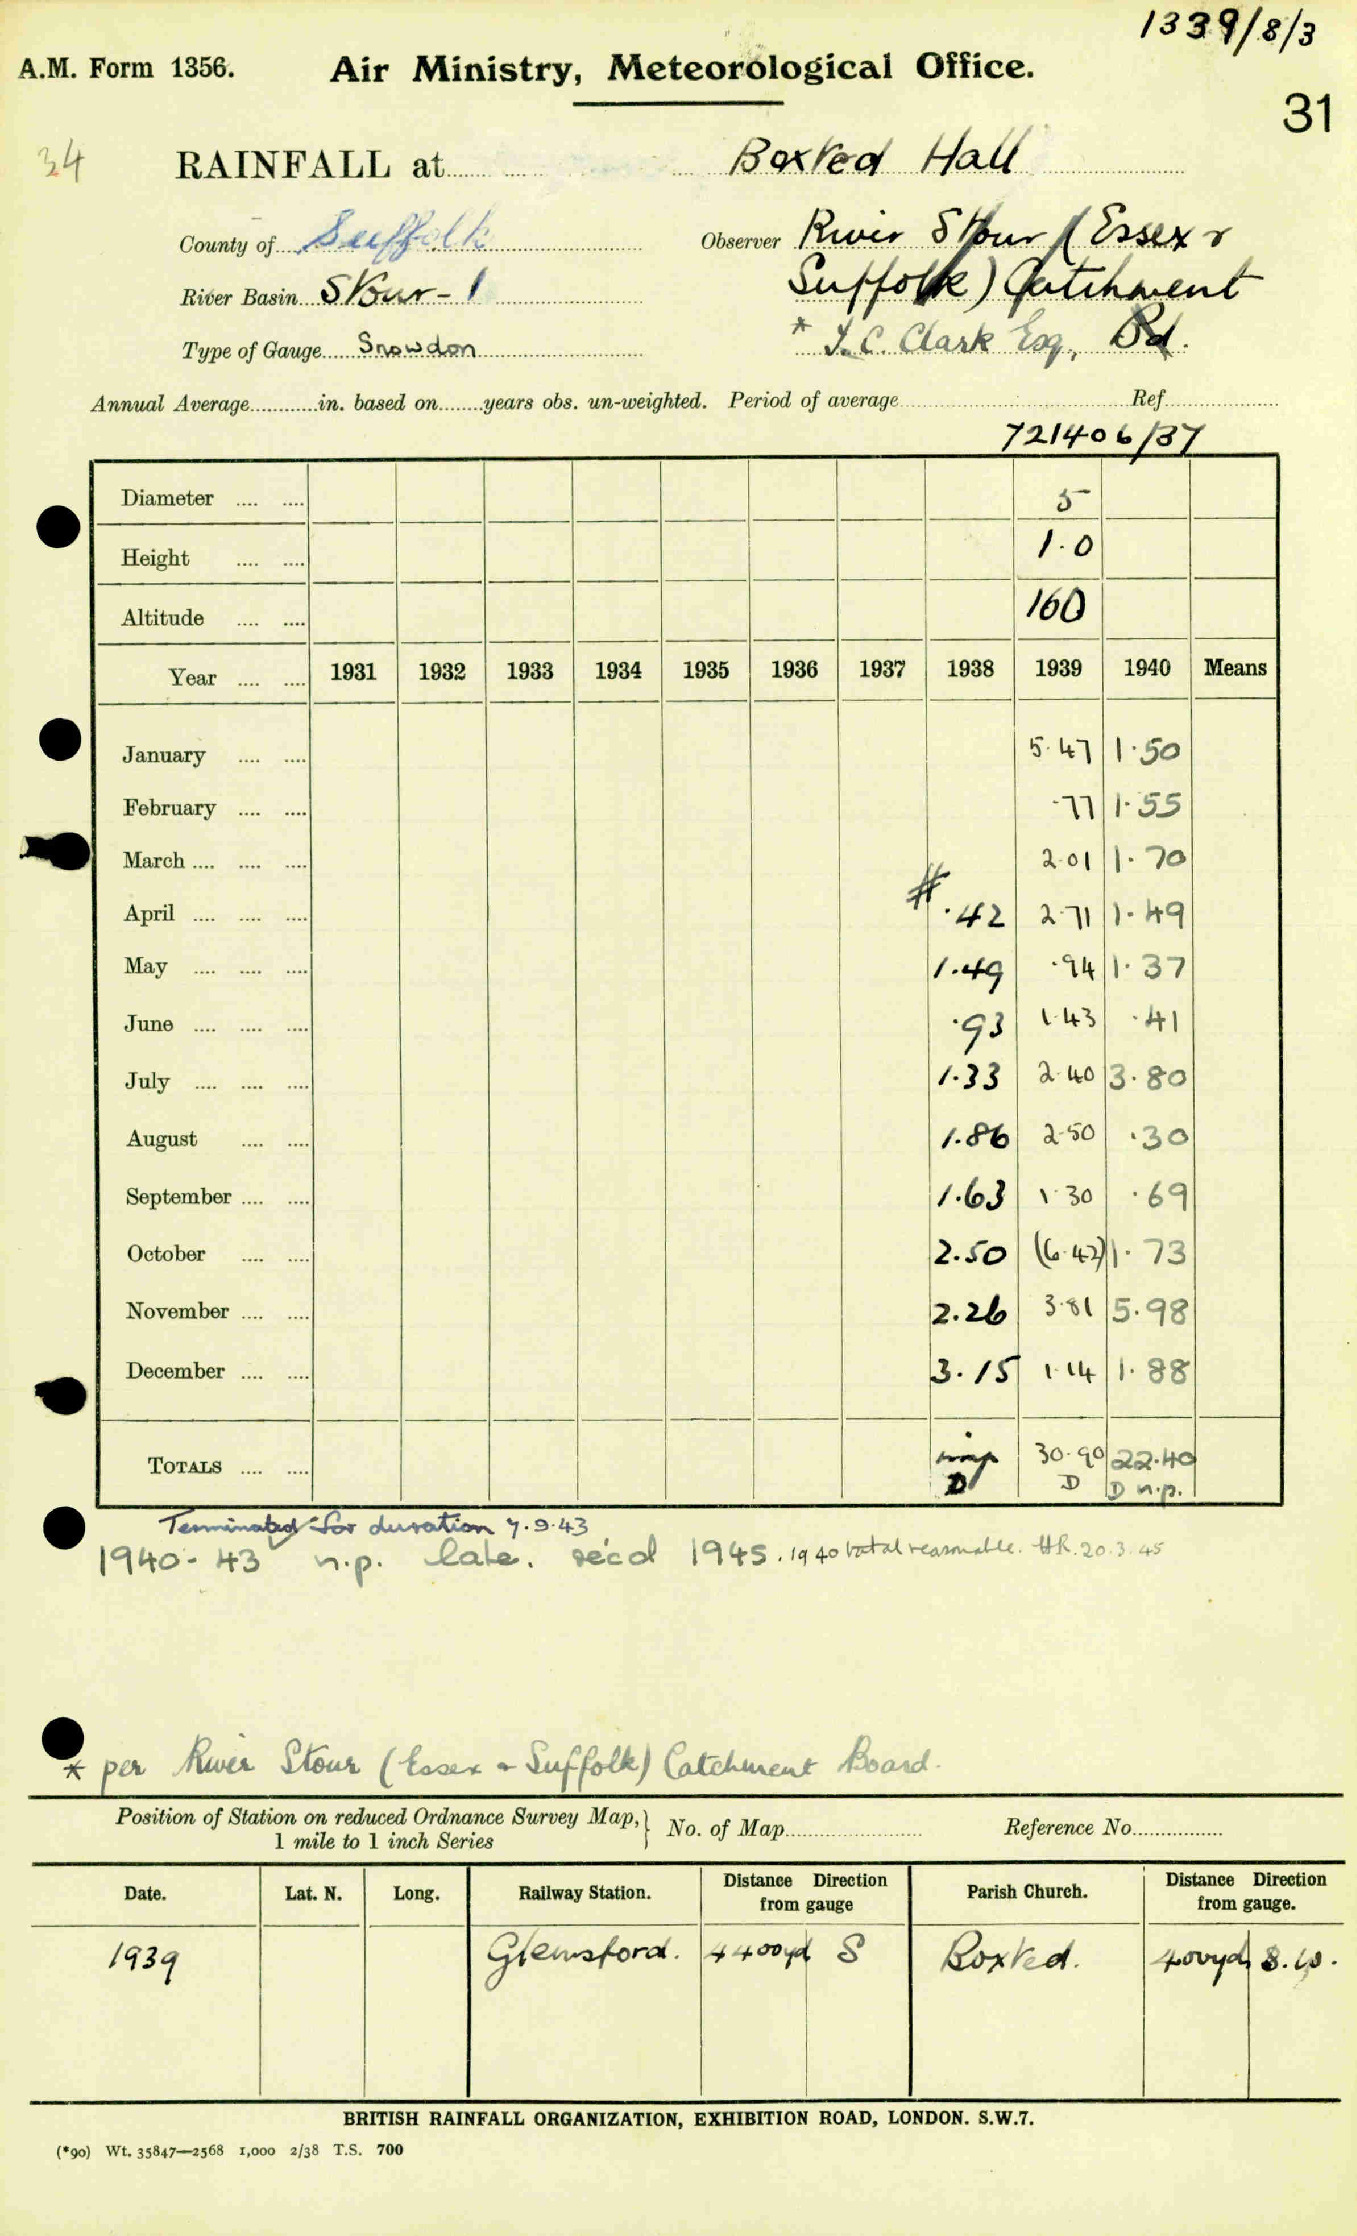 1339/8/3
A.M. Form 1356. Air Ministry, Meteorological Office.
31
34 RAINFALL at Boxted Hall
County of Suffolk Observer River Stour (Essex &
River Basin Stour - 1 Suffolk) Catchment
Type of Gauge Snowdon * J. C. Clark Esq, Bd.
Annual Average............in. based on........years obs. un-weighted. Period of average Ref.
721406/37
Diameter .... .... 5
Height .... .... 1.0
Altitude .... .... 160
Year .... .... 1931 1932 1933 1934 1935 1936 1937 1938 1939 1940 Means
January .... .... 5.47 1.50
February .... .... .77 1.55
March .... .... .... 2.01 1.70
April .... .... .... # .42 2.71 1.49
May .... .... .... 1.49 .94 1.37
June .... .... .... .93 1.43 .41
July .... .... .... 1.33 2.40 3.80
August .... .... 1.86 2.50 .30
September .... .... 1.63 1.30 .69
October .... .... 2.50 (6.42) 1.73
November .... .... 2.26 3.81 5.98
December .... .... 3.15 1.14 1.88
TOTALS .... .... imp 30.90 22.40
D D D n.p.
Terminated for duration 7.9.43
1940-43 n.p. late. rec'd 1945. 1940 total reasonable. HR. 20.3.45
* per River Stour (Essex & Suffolk) Catchment Board.
Position of Station on reduced Ordnance Survey Map, } No. of Map Reference No.
1 mile to 1 inch Series
Date. Lat. N. Long. Railway Station. Distance Direction from gauge Parish Church. Distance Direction from gauge.
1939 Glemsford. 4400yd S Boxted. 400yd S.W.
BRITISH RAINFALL ORGANIZATION, EXHIBITION ROAD, LONDON. S.W.7.
(*90) Wt. 35847—2568 1,000 2/38 T.S. 700